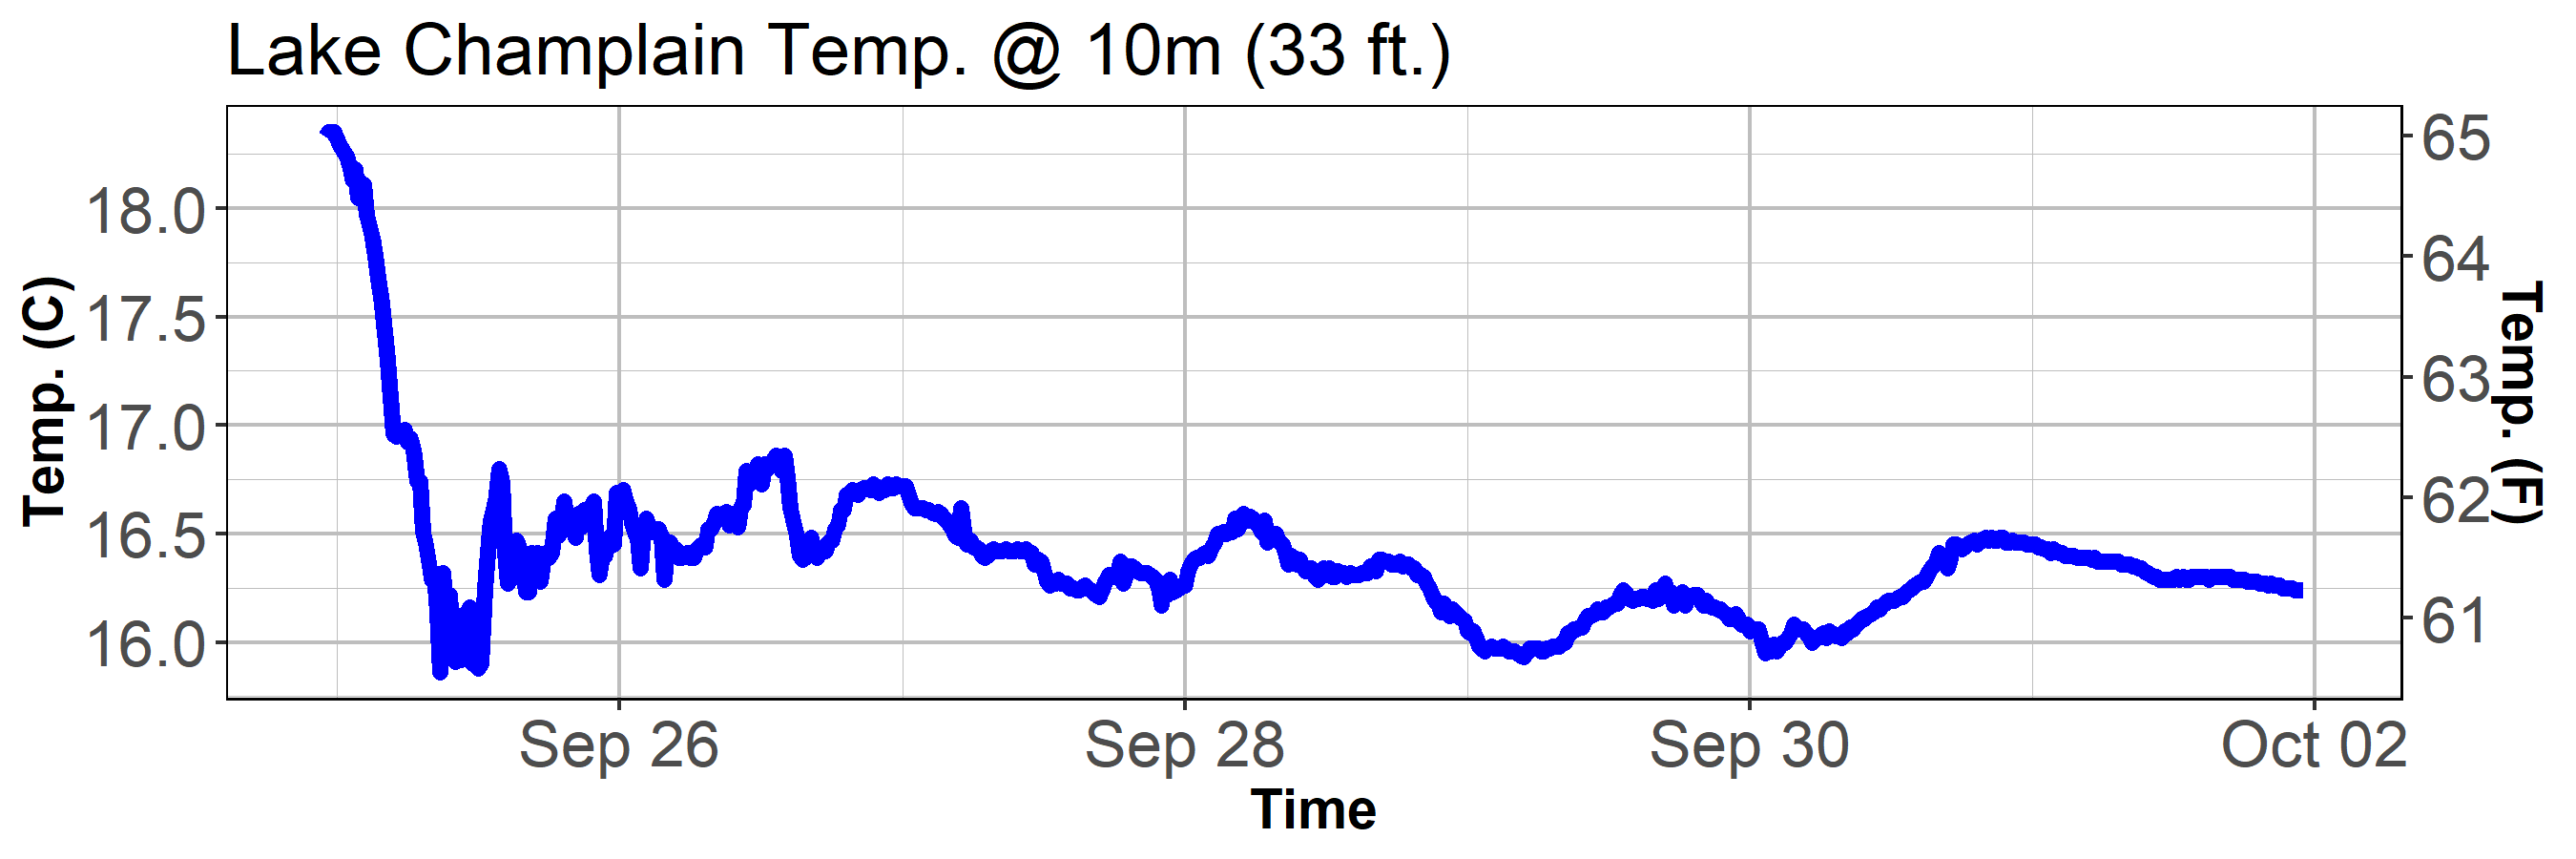 Lake Champlain Temp. @ 10m (33 ft.)
Temp. (C)
18.0
17.5
17.0
16.5
16.0
65
64
63
62
61
Temp. (F)
Sep 26
Sep 28
Sep 30
Oct 02
Time